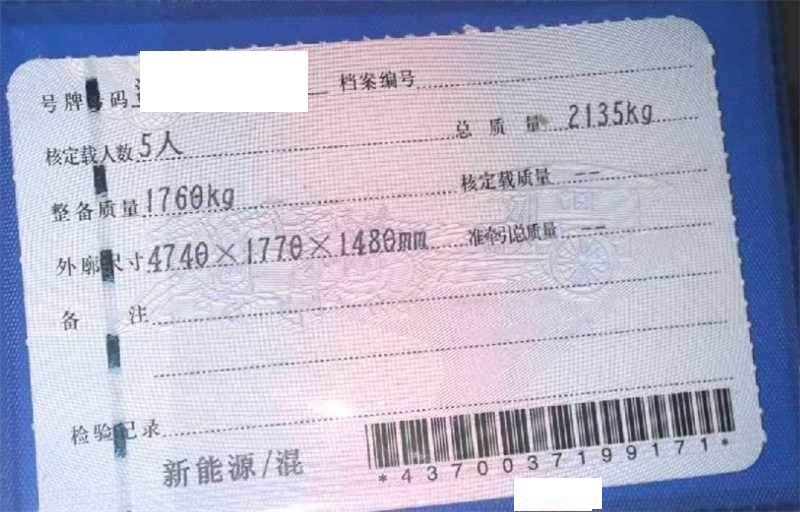 号牌号码 档案编号
核定载人数 5人 总质量 2135kg
整备质量 1760kg 核定载质量 --
外廓尺寸 4740×1770×1480mm 准牵引总质量 --
备注
检验记录
新能源/混
*4370037199171*